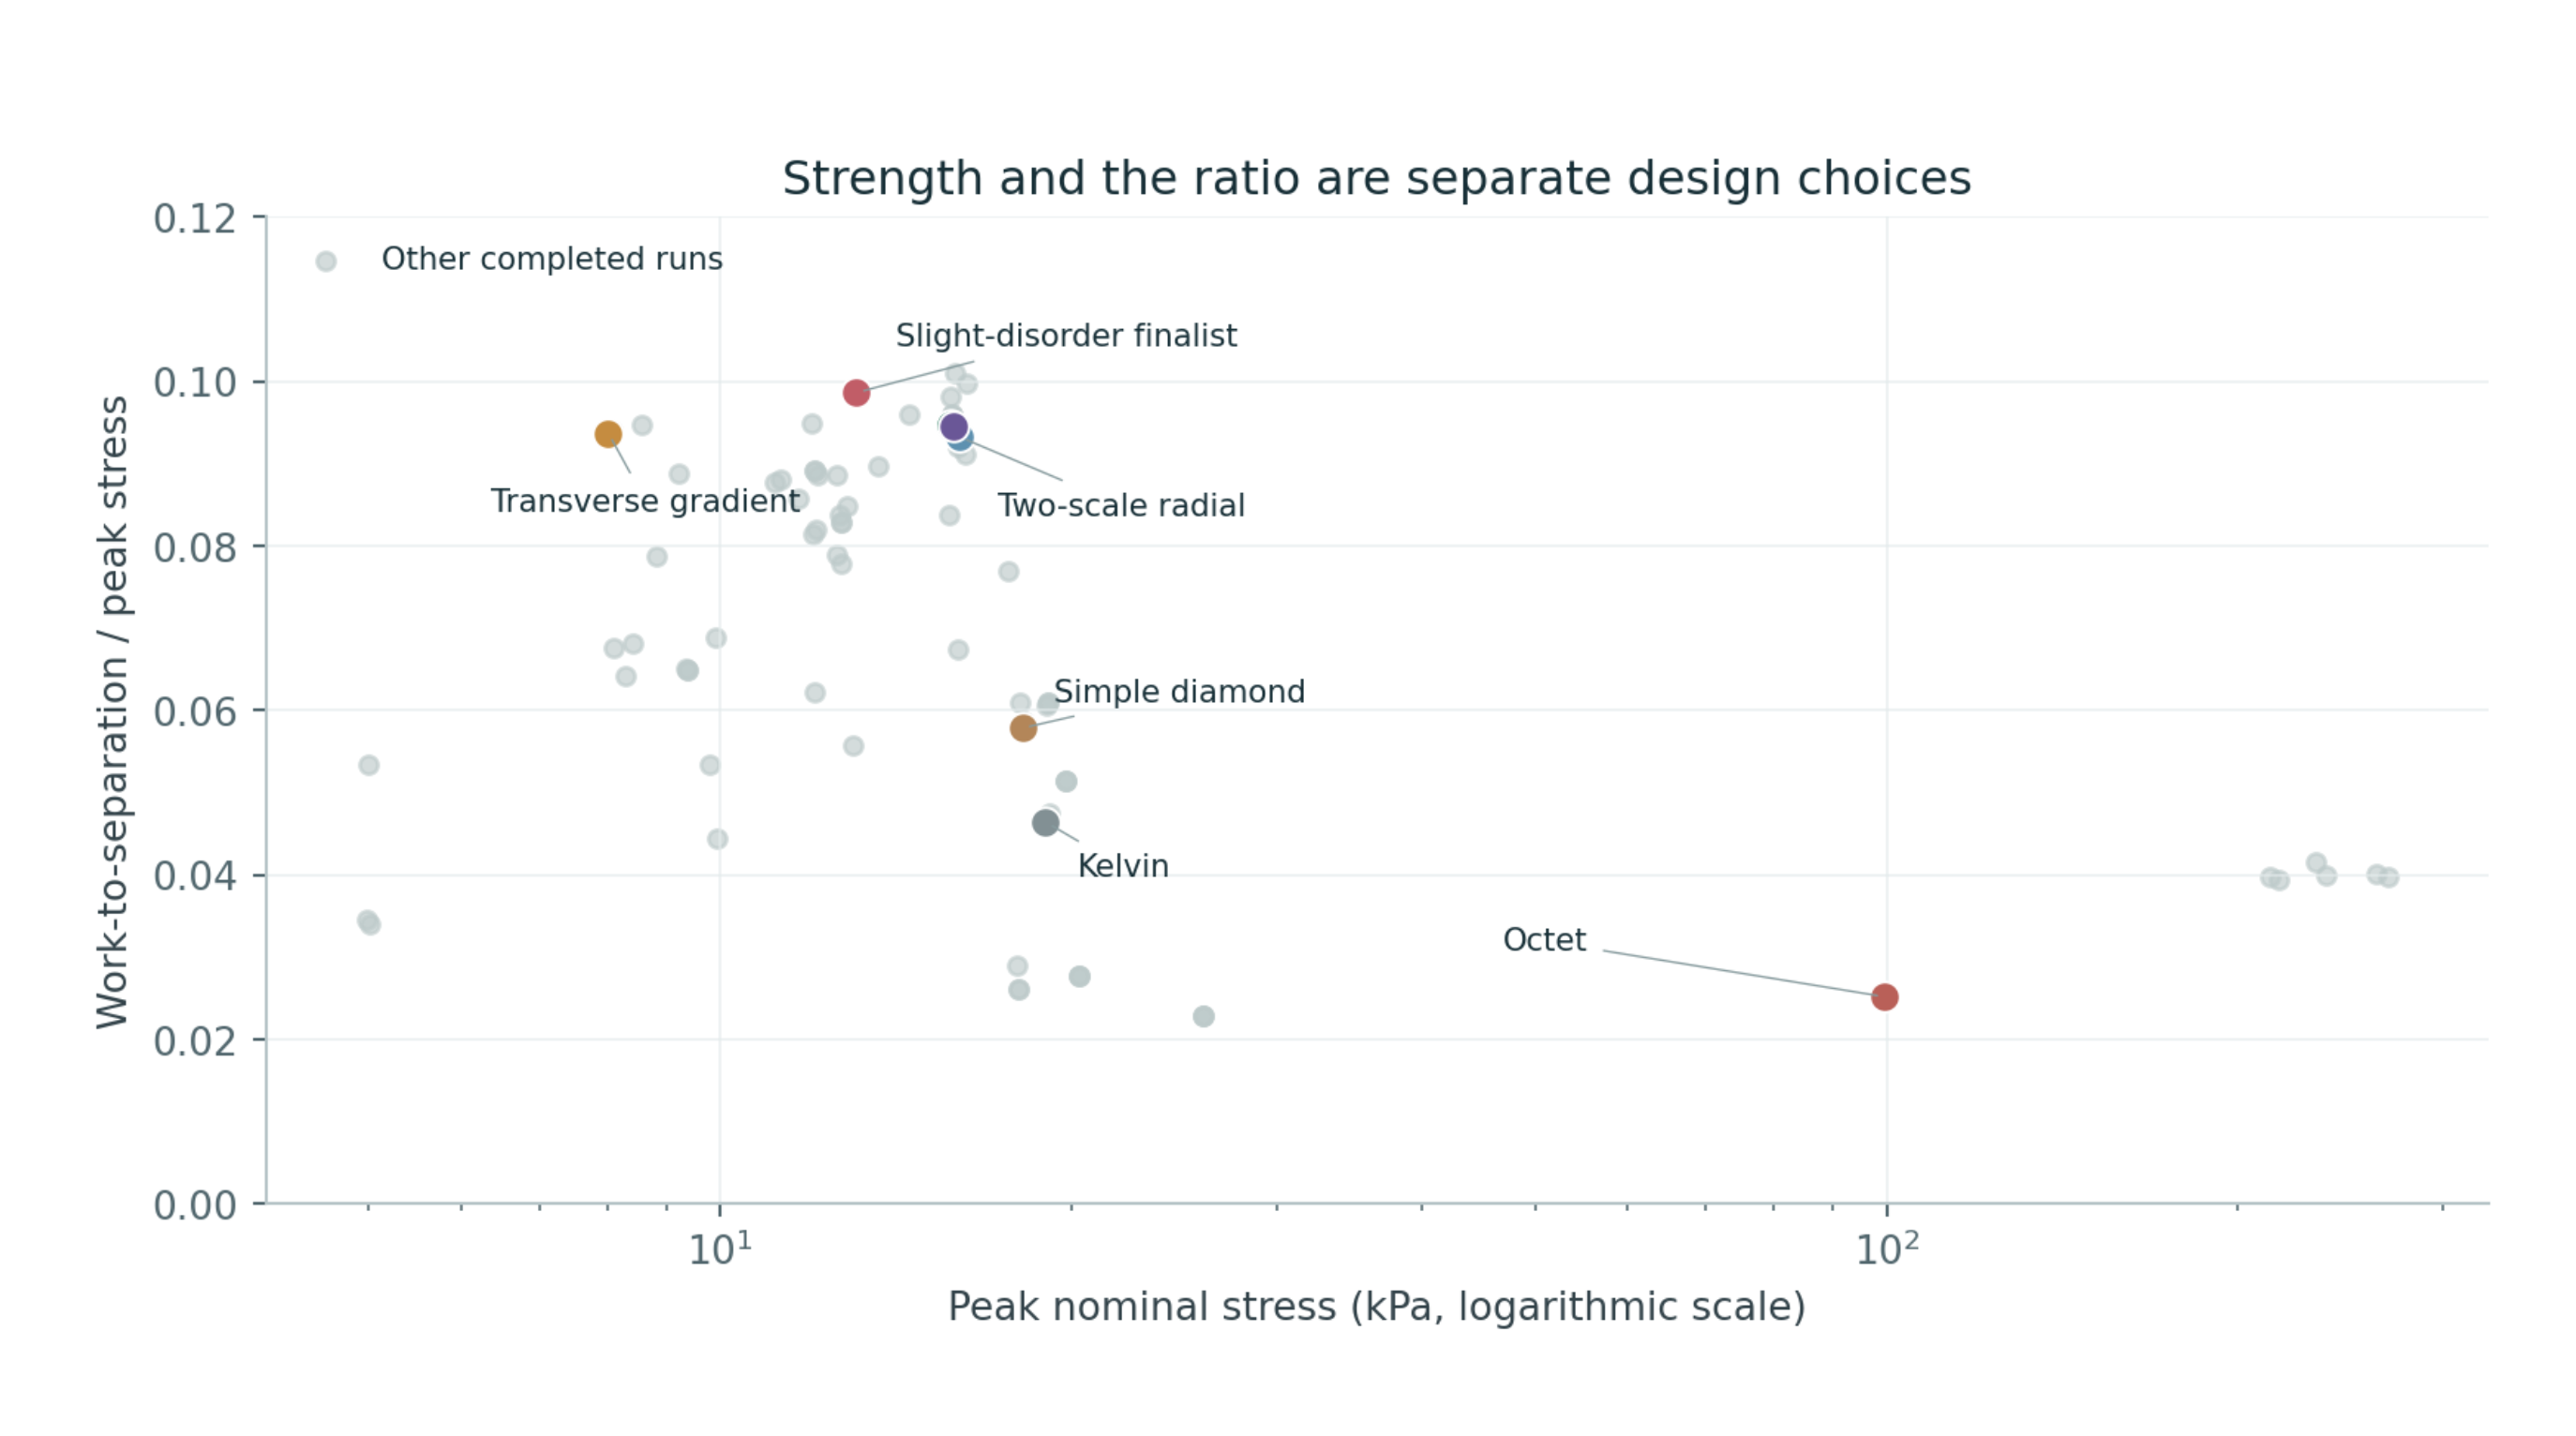 Strength and the ratio are separate design choices
0.12
Other completed runs
Slight-disorder finalist
0.10
Transverse gradient
Two-scale radial
0.08
Simple diamond
0.06
Kelvin
0.04
Octet
0.02
0.00
Work-to-separation / peak stress
10¹
10²
Peak nominal stress (kPa, logarithmic scale)